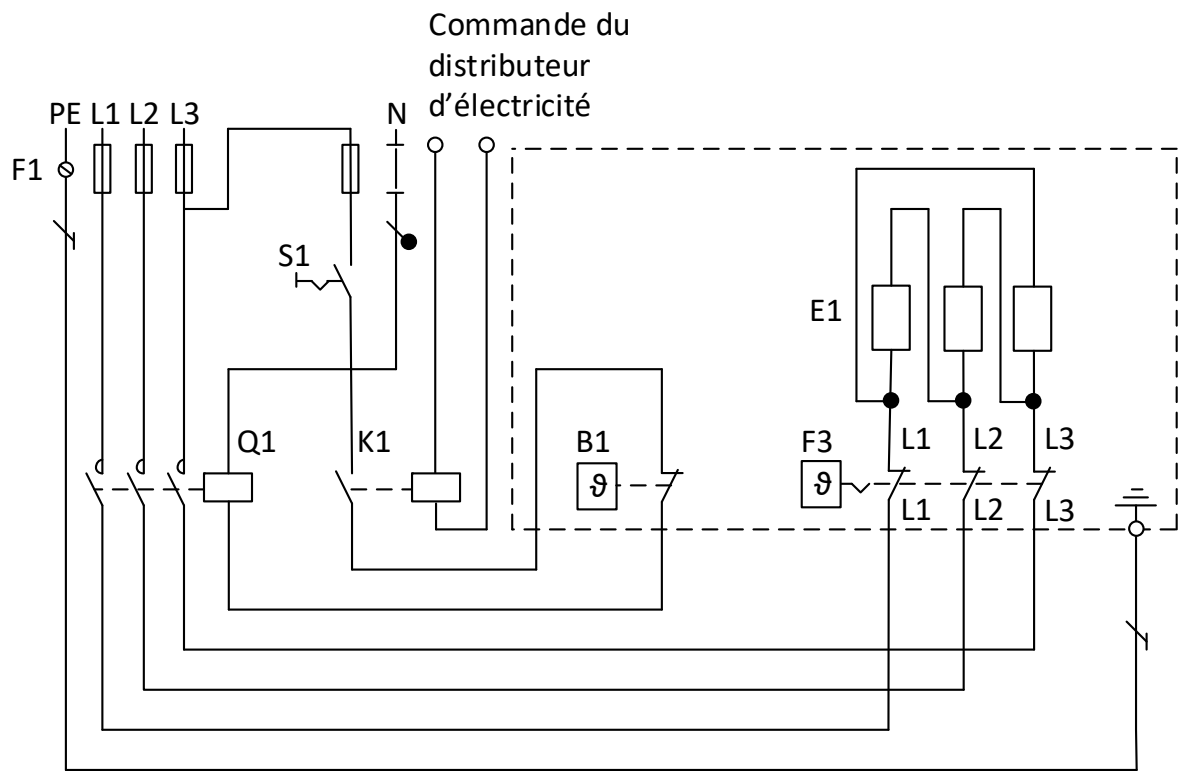 Commande du
distributeur
d’électricité
PE L1 L2 L3 N
F1
S1
E1
Q1 K1 B1 F3 L1 L2 L3
ϑ ϑ
L1 L2 L3